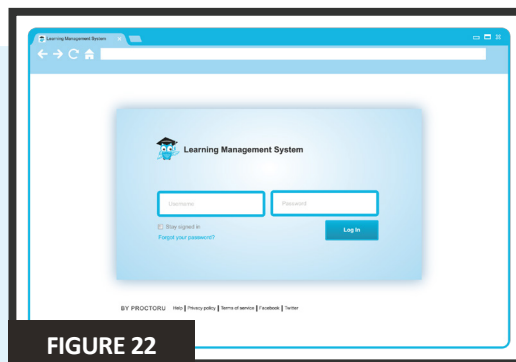 Learning Management System
Learning Management System
Username
Password
Stay signed in
Log In
Forgot your password?
BY PROCTORU Help | Privacy policy | Terms of service | Facebook | Twitter
FIGURE 22